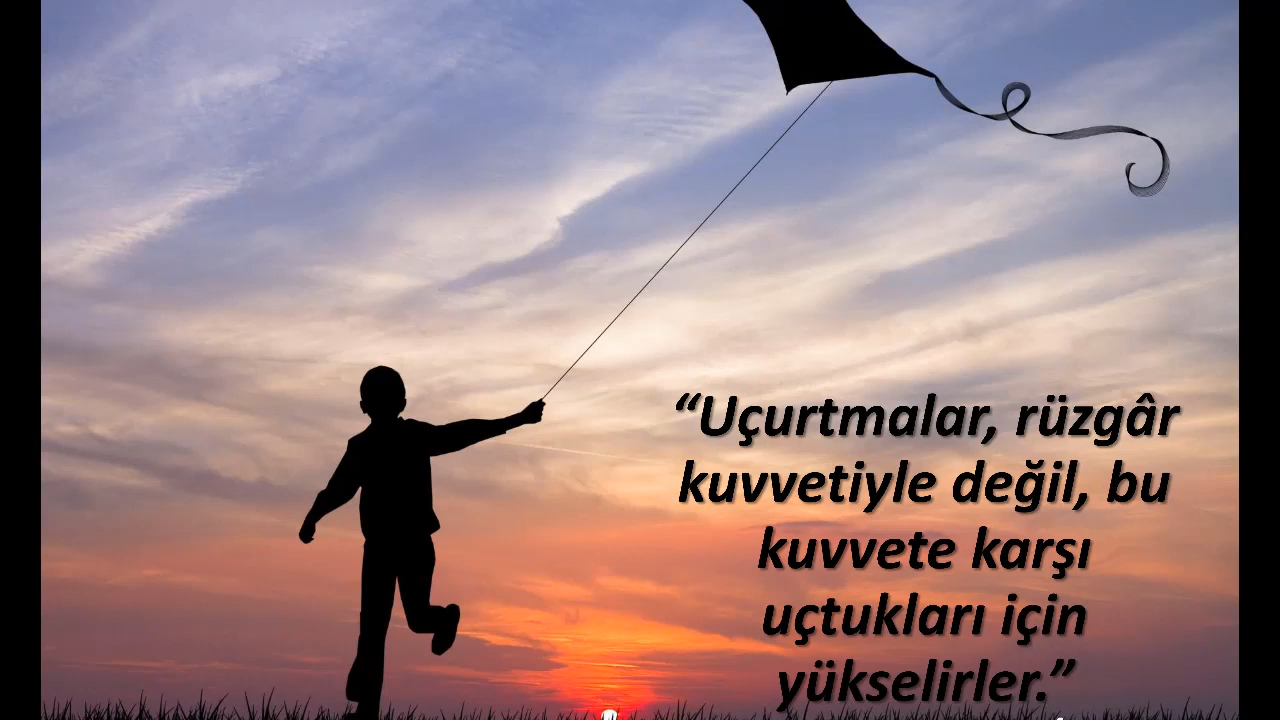 “Uçurtmalar, rüzgâr
kuvvetiyle değil, bu
kuvvete karşı
uçtukları için
yükselirler.”